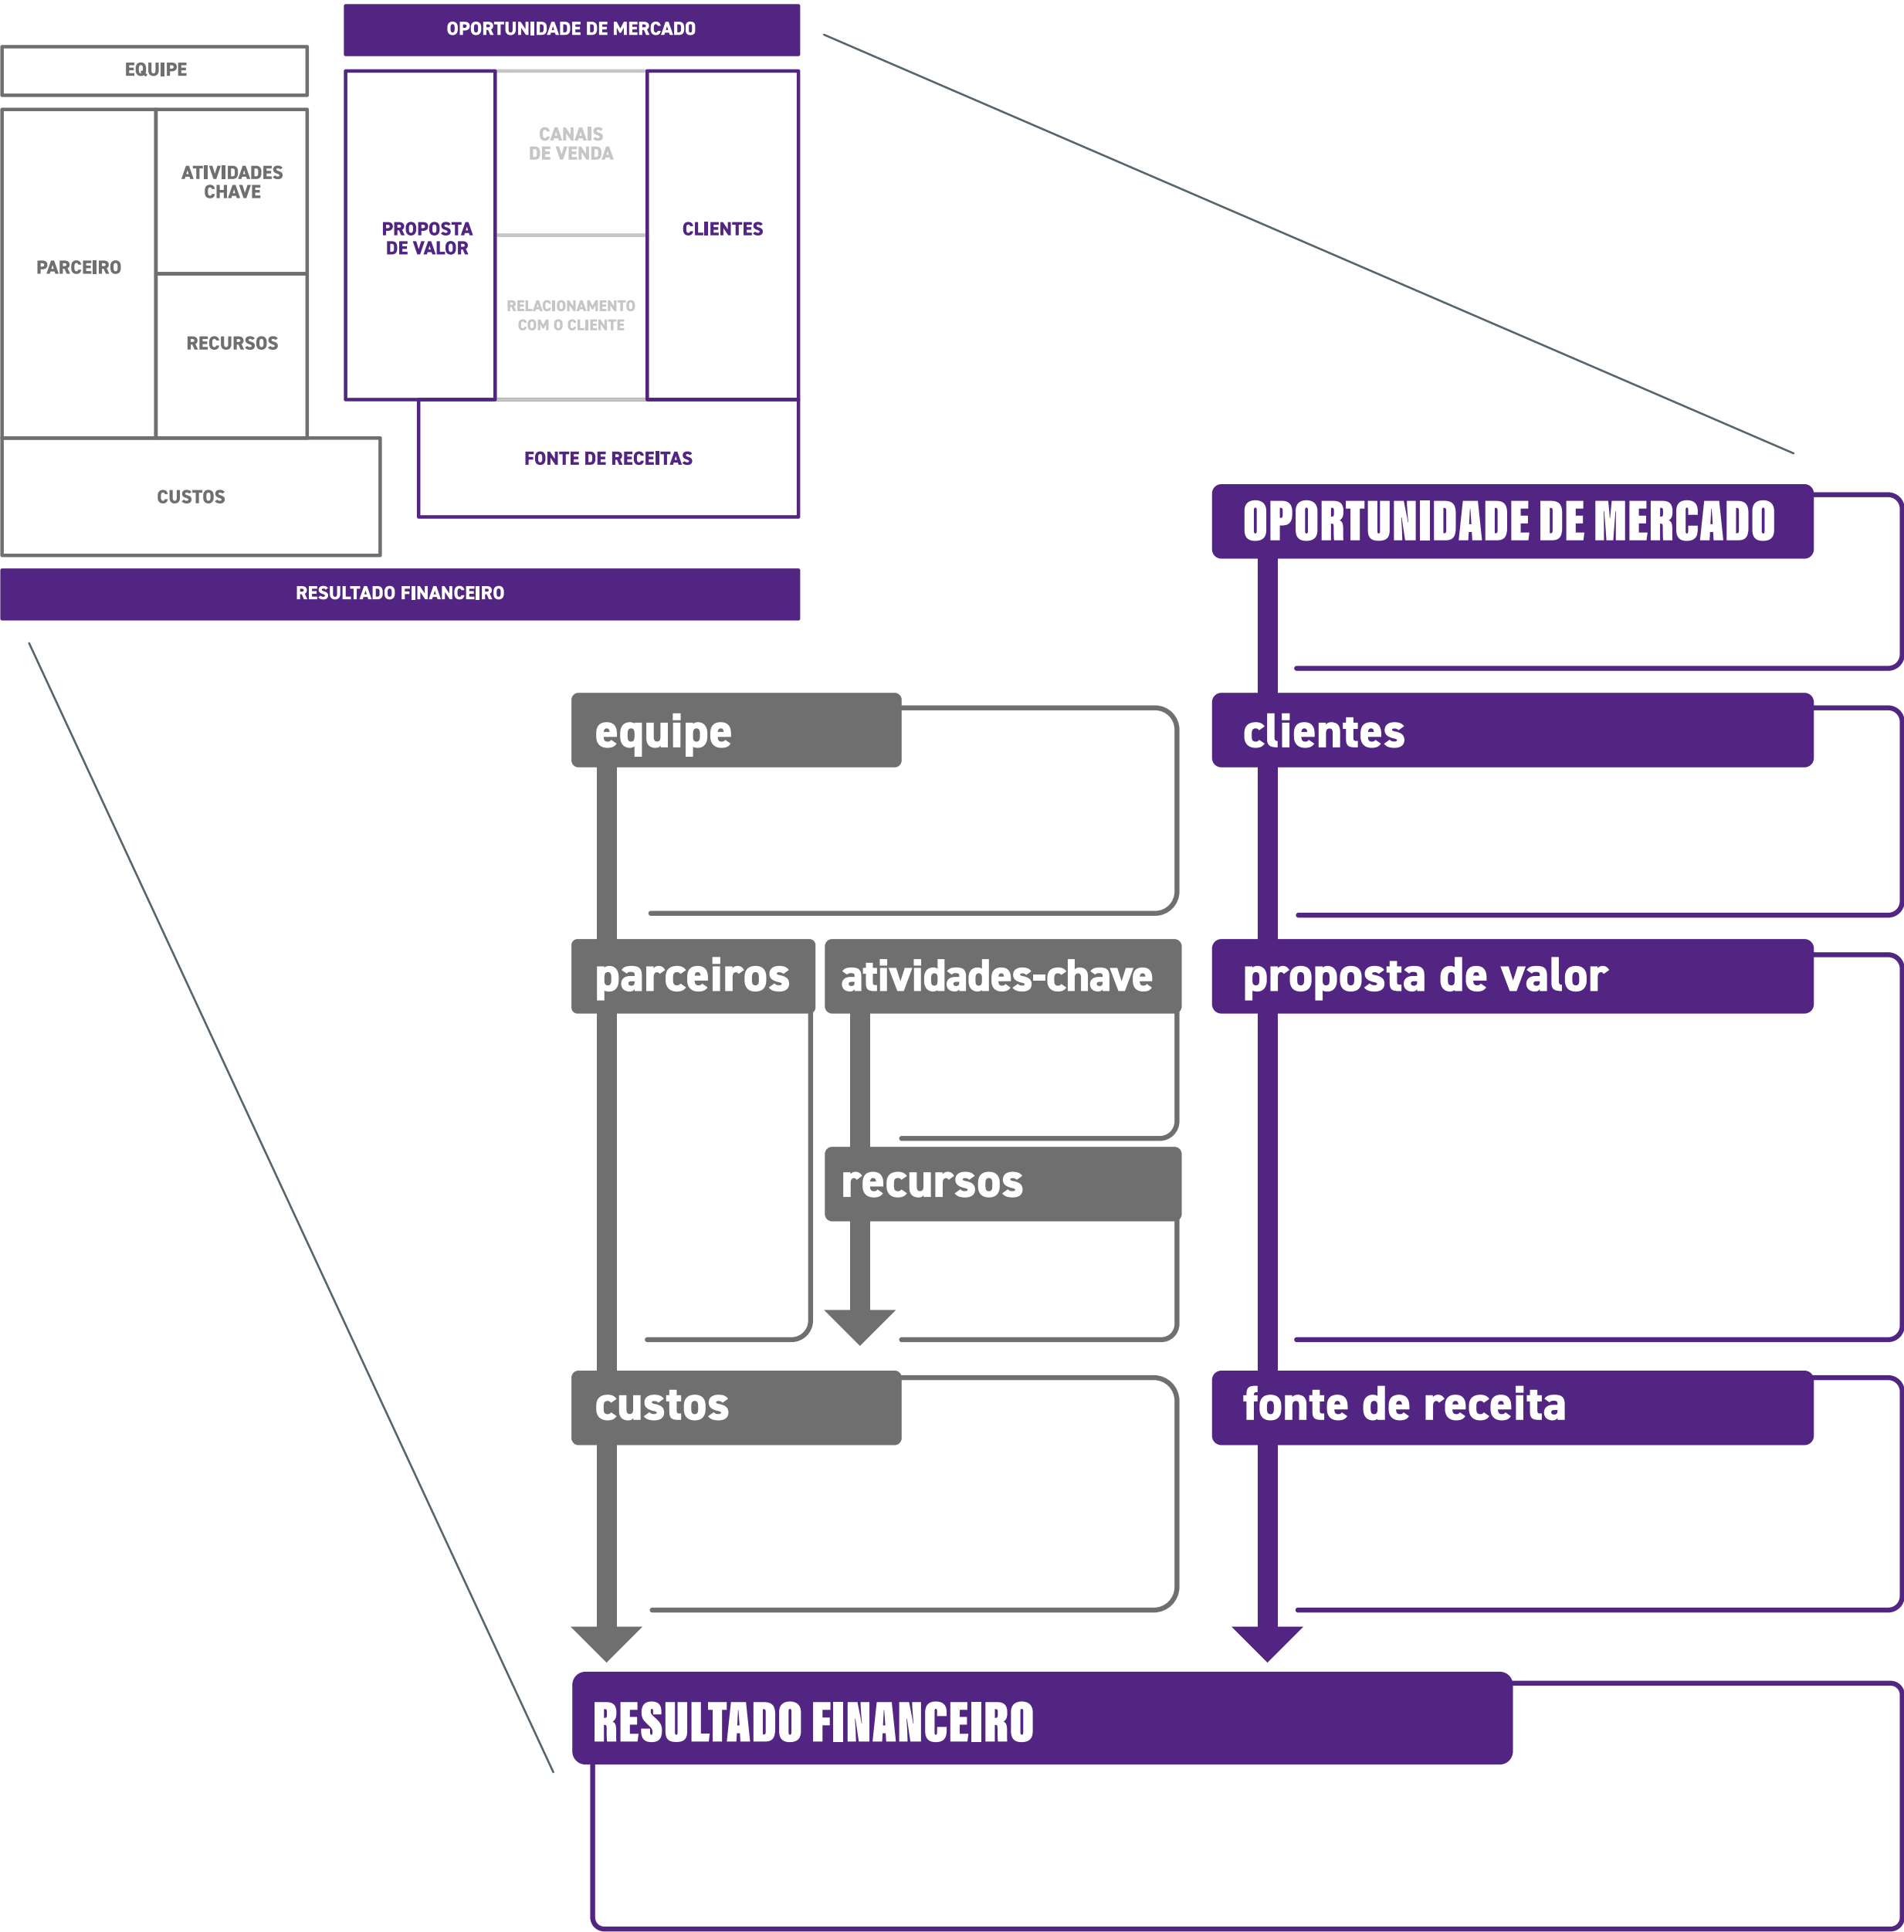 OPORTUNIDADE DE MERCADO
EQUIPE
PARCEIRO
ATIVIDADES
CHAVE
RECURSOS
CUSTOS
PROPOSTA
DE VALOR
CANAIS
DE VENDA
RELACIONAMENTO
COM O CLIENTE
CLIENTES
FONTE DE RECEITAS
RESULTADO FINANCEIRO
OPORTUNIDADE DE MERCADO
equipe
clientes
parceiros
atividades-chave
proposta de valor
recursos
custos
fonte de receita
RESULTADO FINANCEIRO